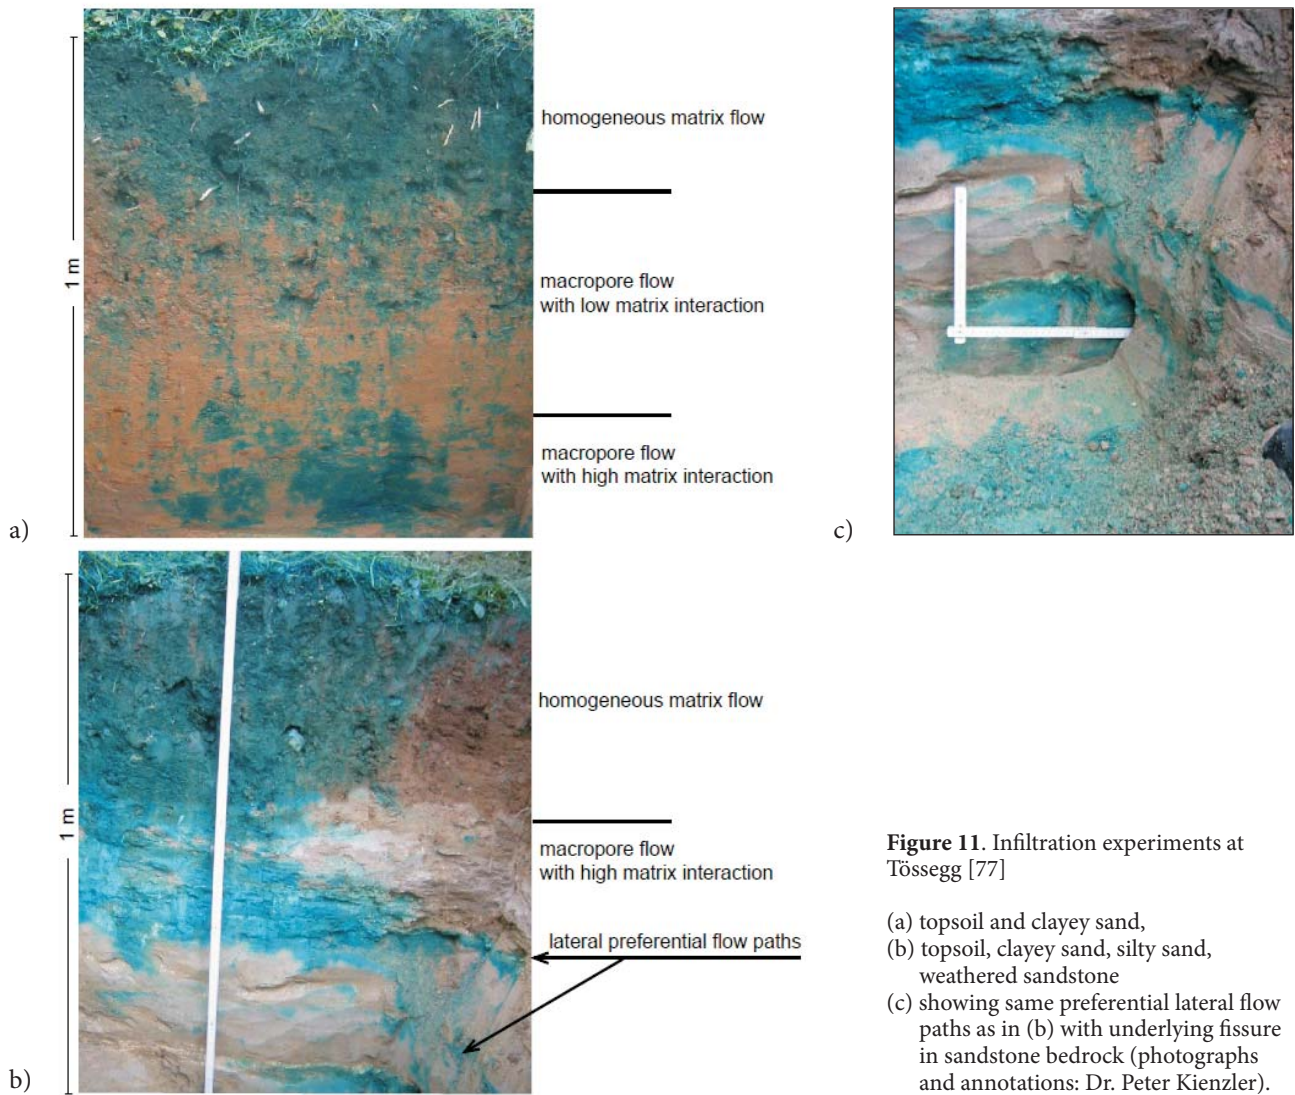 homogeneous matrix flow
1 m
macropore flow
with low matrix interaction
macropore flow
with high matrix interaction
a)
c)
homogeneous matrix flow
1 m
macropore flow
with high matrix interaction
lateral preferential flow paths
b)
Figure 11. Infiltration experiments at
Tössegg [77]
(a) topsoil and clayey sand,
(b) topsoil, clayey sand, silty sand,
weathered sandstone
(c) showing same preferential lateral flow
paths as in (b) with underlying fissure
in sandstone bedrock (photographs
and annotations: Dr. Peter Kienzler).